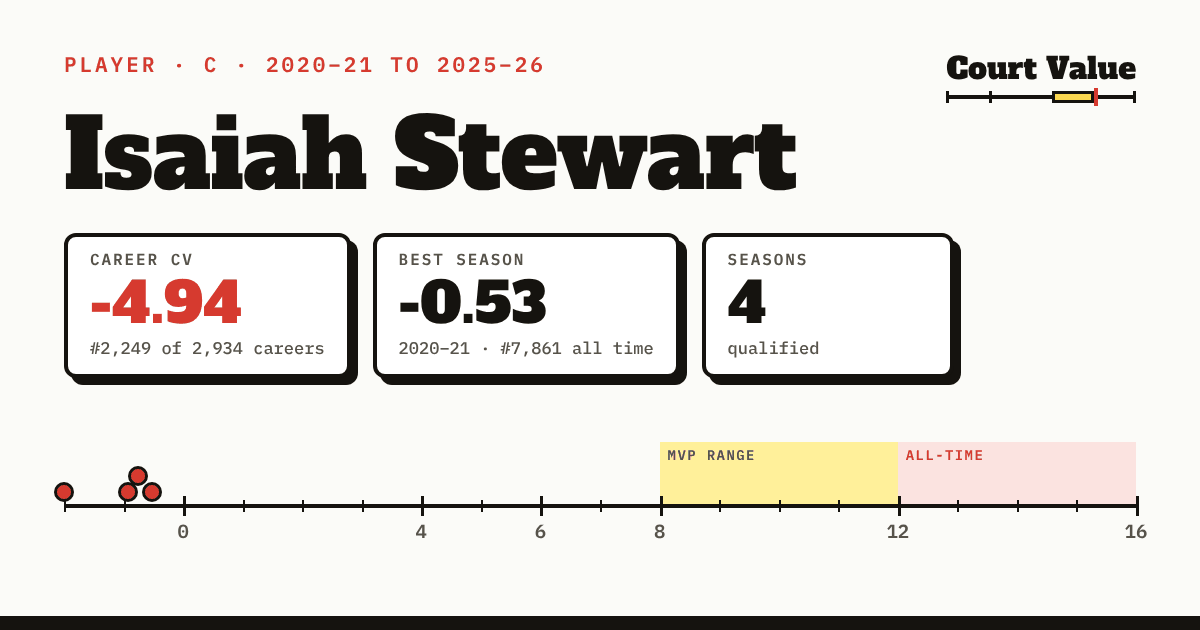 PLAYER · C · 2020–21 TO 2025–26
Court Value
Isaiah Stewart
CAREER CV
-4.94
#2,249 of 2,934 careers
BEST SEASON
-0.53
2020–21 · #7,861 all time
SEASONS
4
qualified
MVP RANGE
ALL-TIME
0
4
6
8
12
16